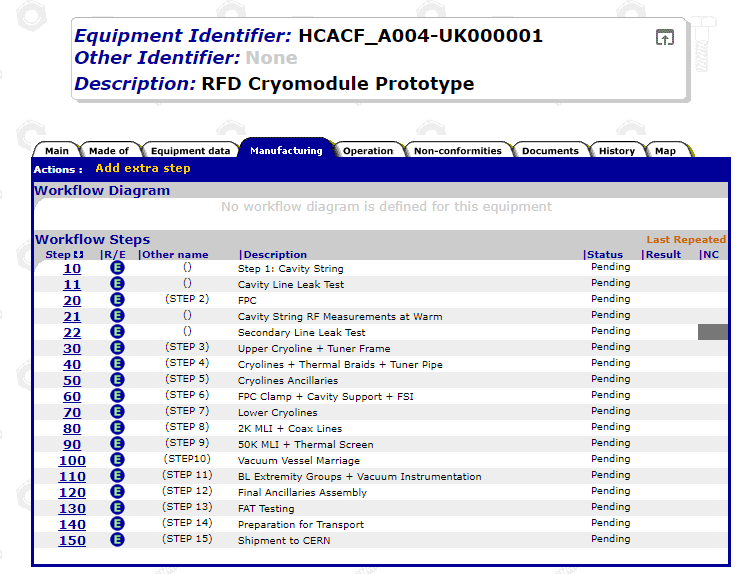 Equipment Identifier: HCACF_A004-UK000001
Other Identifier: None
Description: RFD Cryomodule Prototype
Main Made of Equipment data Manufacturing Operation Non-conformities Documents History Map
Actions : Add extra step
Workflow Diagram
No workflow diagram is defined for this equipment
Workflow Steps Last Repeated
Step |R/E |Other name |Description |Status |Result |NC
10 E () Step 1: Cavity String Pending
11 E () Cavity Line Leak Test Pending
20 E (STEP 2) FPC Pending
21 E () Cavity String RF Measurements at Warm Pending
22 E () Secondary Line Leak Test Pending
30 E (STEP 3) Upper Cryoline + Tuner Frame Pending
40 E (STEP 4) Cryolines + Thermal Braids + Tuner Pipe Pending
50 E (STEP 5) Cryolines Ancillaries Pending
60 E (STEP 6) FPC Clamp + Cavity Support + FSI Pending
70 E (STEP 7) Lower Cryolines Pending
80 E (STEP 8) 2K MLI + Coax Lines Pending
90 E (STEP 9) 50K MLI + Thermal Screen Pending
100 E (STEP10) Vacuum Vessel Marriage Pending
110 E (STEP 11) BL Extremity Groups + Vacuum Instrumentation Pending
120 E (STEP 12) Final Ancillaries Assembly Pending
130 E (STEP 13) FAT Testing Pending
140 E (STEP 14) Preparation for Transport Pending
150 E (STEP 15) Shipment to CERN Pending